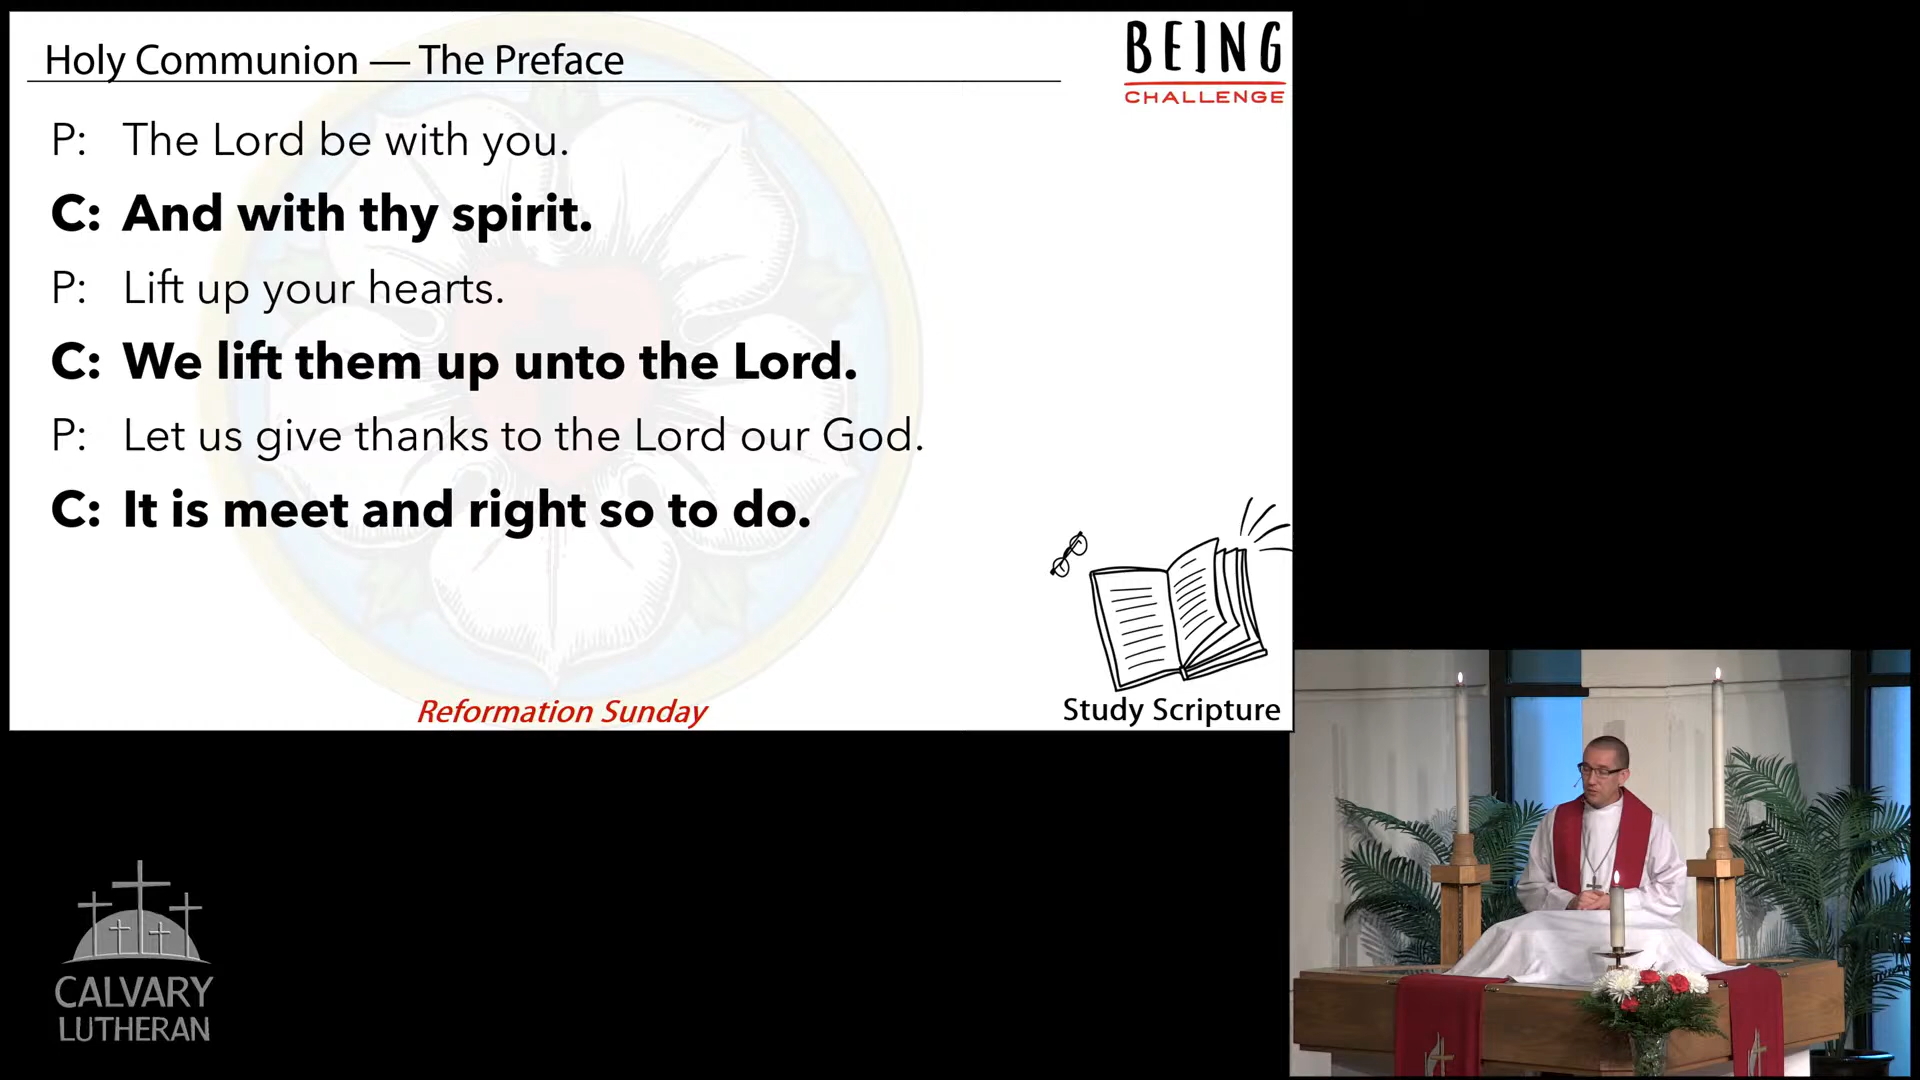 Holy Communion — The Preface
BEING
CHALLENGE
P: The Lord be with you.
C: And with thy spirit.
P: Lift up your hearts.
C: We lift them up unto the Lord.
P: Let us give thanks to the Lord our God.
C: It is meet and right so to do.
Reformation Sunday
Study Scripture
CALVARY
LUTHERAN